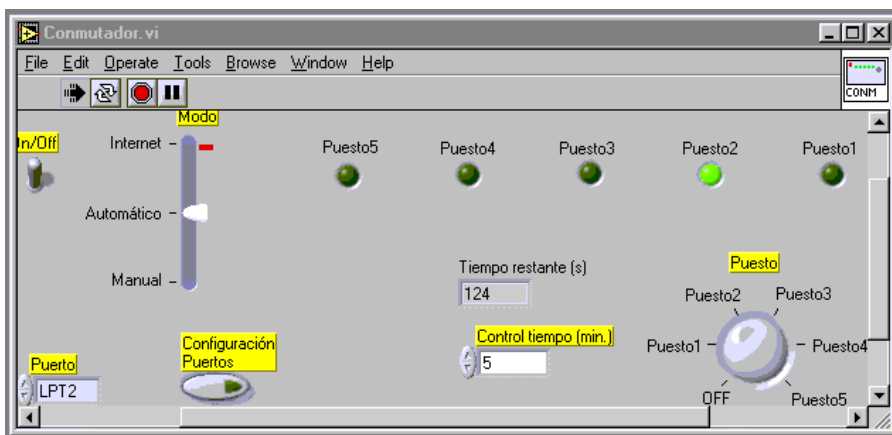 Conmutador.vi
File Edit Operate Tools Browse Window Help
CONM
Modo
In/Off
Internet
Automático
Manual
Puesto5 Puesto4 Puesto3 Puesto2 Puesto1
Tiempo restante (s)
124
Control tiempo (min.)
5
Puesto
Puesto2 Puesto3
Puesto1 Puesto4
OFF Puesto5
Configuración
Puertos
Puerto
LPT2